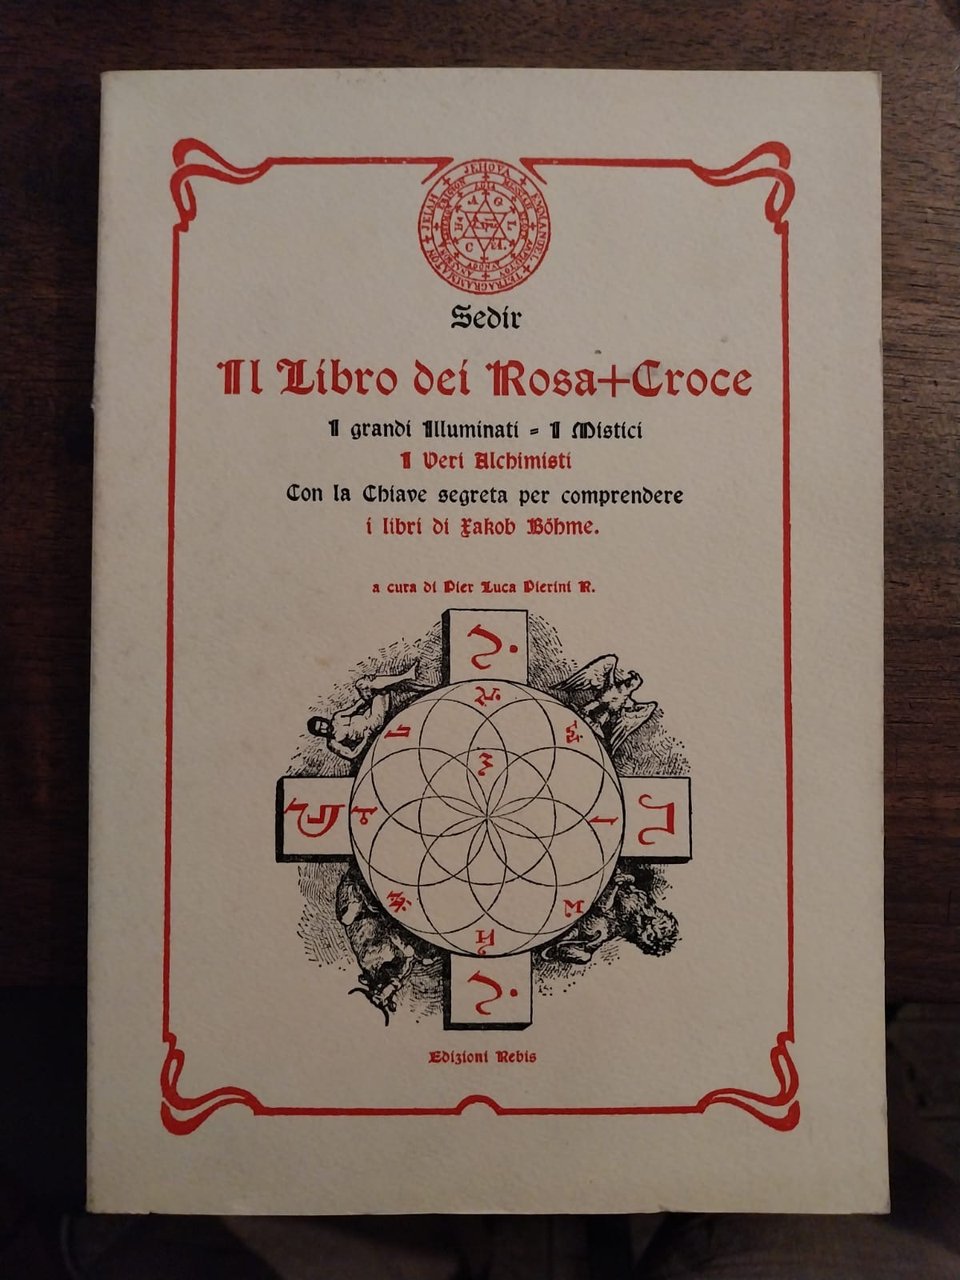 JEHOVA
Sedir
Il Libro dei Rosa+Croce
I grandi Illuminati = I Mistici
I Veri Alchimisti
Con la Chiave segreta per comprendere
i libri di Jakob Böhme.
a cura di Pier Luca Pierini R.
Edizioni Rebis